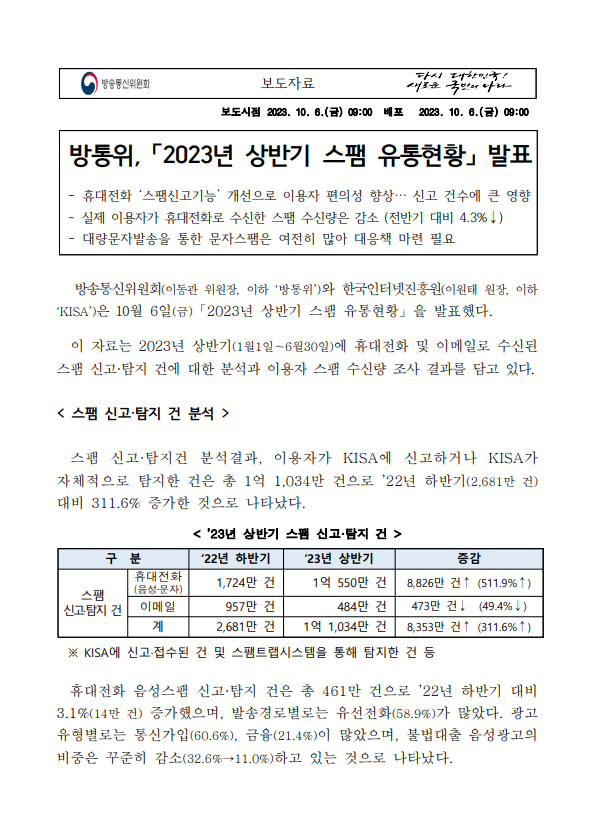 방송통신위원회
보도자료
다시 대한민국!
새로운 국민의 나라
보도시점 2023. 10. 6.(금) 09:00 배포 2023. 10. 6.(금) 09:00
방통위,「2023년 상반기 스팸 유통현황」발표
- 휴대전화 ‘스팸신고기능’ 개선으로 이용자 편의성 향상… 신고 건수에 큰 영향
- 실제 이용자가 휴대전화로 수신한 스팸 수신량은 감소 (전반기 대비 4.3%↓)
- 대량문자발송을 통한 문자스팸은 여전히 많아 대응책 마련 필요
방송통신위원회(이동관 위원장, 이하 ‘방통위’)와 한국인터넷진흥원(이원태 원장, 이하
‘KISA’)은 10월 6일(금)「2023년 상반기 스팸 유통현황」을 발표했다.
이 자료는 2023년 상반기(1월1일~6월30일)에 휴대전화 및 이메일로 수신된
스팸 신고·탐지 건에 대한 분석과 이용자 스팸 수신량 조사 결과를 담고 있다.
< 스팸 신고·탐지 건 분석 >
스팸 신고·탐지건 분석결과, 이용자가 KISA에 신고하거나 KISA가
자체적으로 탐지한 건은 총 1억 1,034만 건으로 ’22년 하반기(2,681만 건)
대비 311.6% 증가한 것으로 나타났다.
< ’23년 상반기 스팸 신고·탐지 건 >
구 분 ‘22년 하반기 ‘23년 상반기 증감
스팸
신고·탐지 건
휴대전화
(음성·문자)
1,724만 건 1억 550만 건 8,826만 건↑ (511.9%↑)
이메일 957만 건 484만 건 473만 건↓ (49.4%↓)
계 2,681만 건 1억 1,034만 건 8,353만 건↑ (311.6%↑)
※ KISA에 신고·접수된 건 및 스팸트랩시스템을 통해 탐지한 건 등
휴대전화 음성스팸 신고·탐지 건은 총 461만 건으로 ’22년 하반기 대비
3.1%(14만 건) 증가했으며, 발송경로별로는 유선전화(58.9%)가 많았다. 광고
유형별로는 통신가입(60.6%), 금융(21.4%)이 많았으며, 불법대출 음성광고의
비중은 꾸준히 감소(32.6%→11.0%)하고 있는 것으로 나타났다.